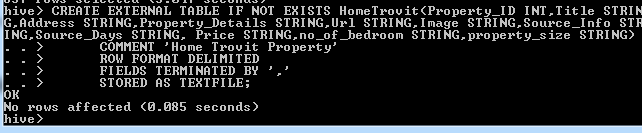 hive> CREATE EXTERNAL TABLE IF NOT EXISTS HomeTrovit(Property_ID INT,Title STRIN
G,Address STRING,Property_Details STRING,Url STRING,Image STRING,Source_Info STR
ING,Source_Days STRING, Price STRING,no_of_bedroom STRING,property_size STRING)
. . > COMMENT 'Home Trovit Property'
. . > ROW FORMAT DELIMITED
. . > FIELDS TERMINATED BY ','
. . > STORED AS TEXTFILE;
OK
No rows affected (0.085 seconds)
hive>